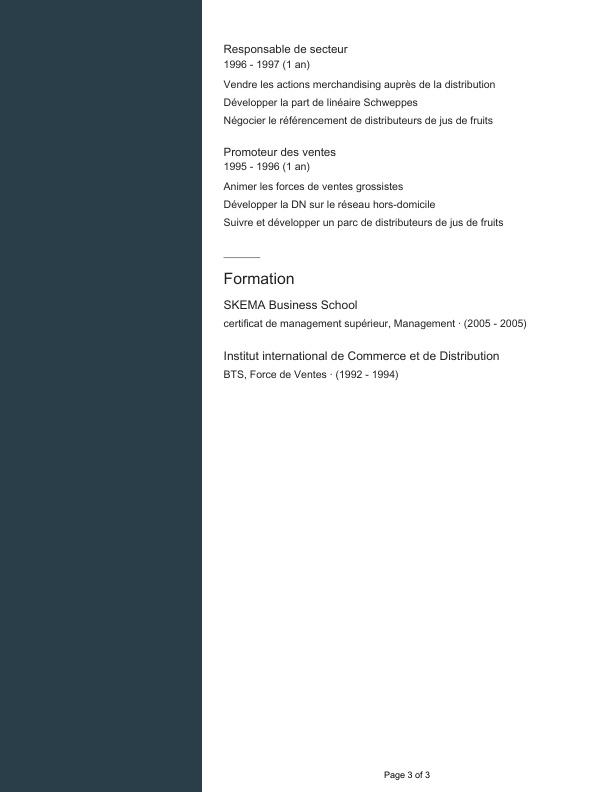 Responsable de secteur
1996 - 1997 (1 an)
Vendre les actions merchandising auprès de la distribution
Développer la part de linéaire Schweppes
Négocier le référencement de distributeurs de jus de fruits
Promoteur des ventes
1995 - 1996 (1 an)
Animer les forces de ventes grossistes
Développer la DN sur le réseau hors-domicile
Suivre et développer un parc de distributeurs de jus de fruits
Formation
SKEMA Business School
certificat de management supérieur, Management · (2005 - 2005)
Institut international de Commerce et de Distribution
BTS, Force de Ventes · (1992 - 1994)
Page 3 of 3